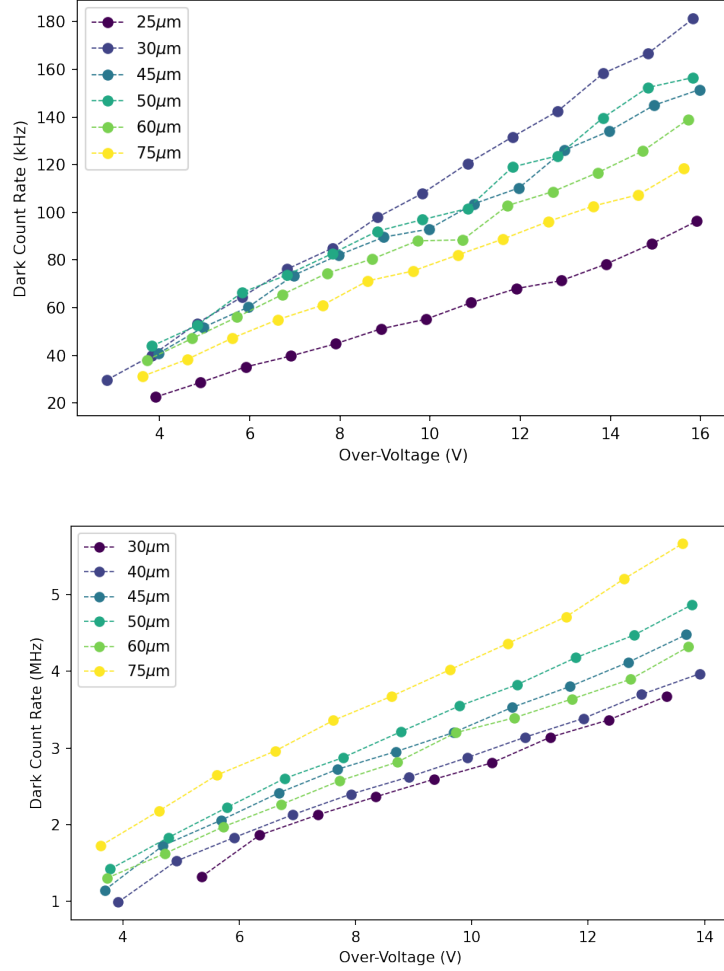 180
160
140
120
100
80
60
40
20
Dark Count Rate (kHz)
25μm
30μm
45μm
50μm
60μm
75μm
4 6 8 10 12 14 16
Over-Voltage (V)
5
4
3
2
1
Dark Count Rate (MHz)
30μm
40μm
45μm
50μm
60μm
75μm
4 6 8 10 12 14
Over-Voltage (V)